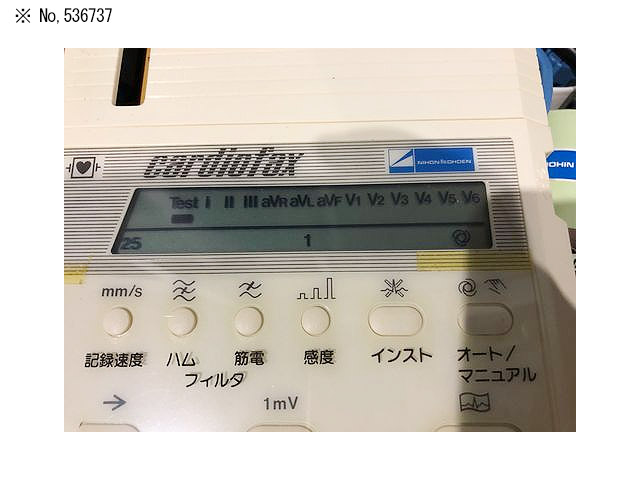 ※ No,536737
cardiofax
NIHON KOHDEN
OHIN
Test I II III aVR aVL aVF V1 V2 V3 V4 V5 V6
25 1
mm/s
記録速度 ハム 筋電 感度 インスト オート/
フィルタ マニュアル
1mV